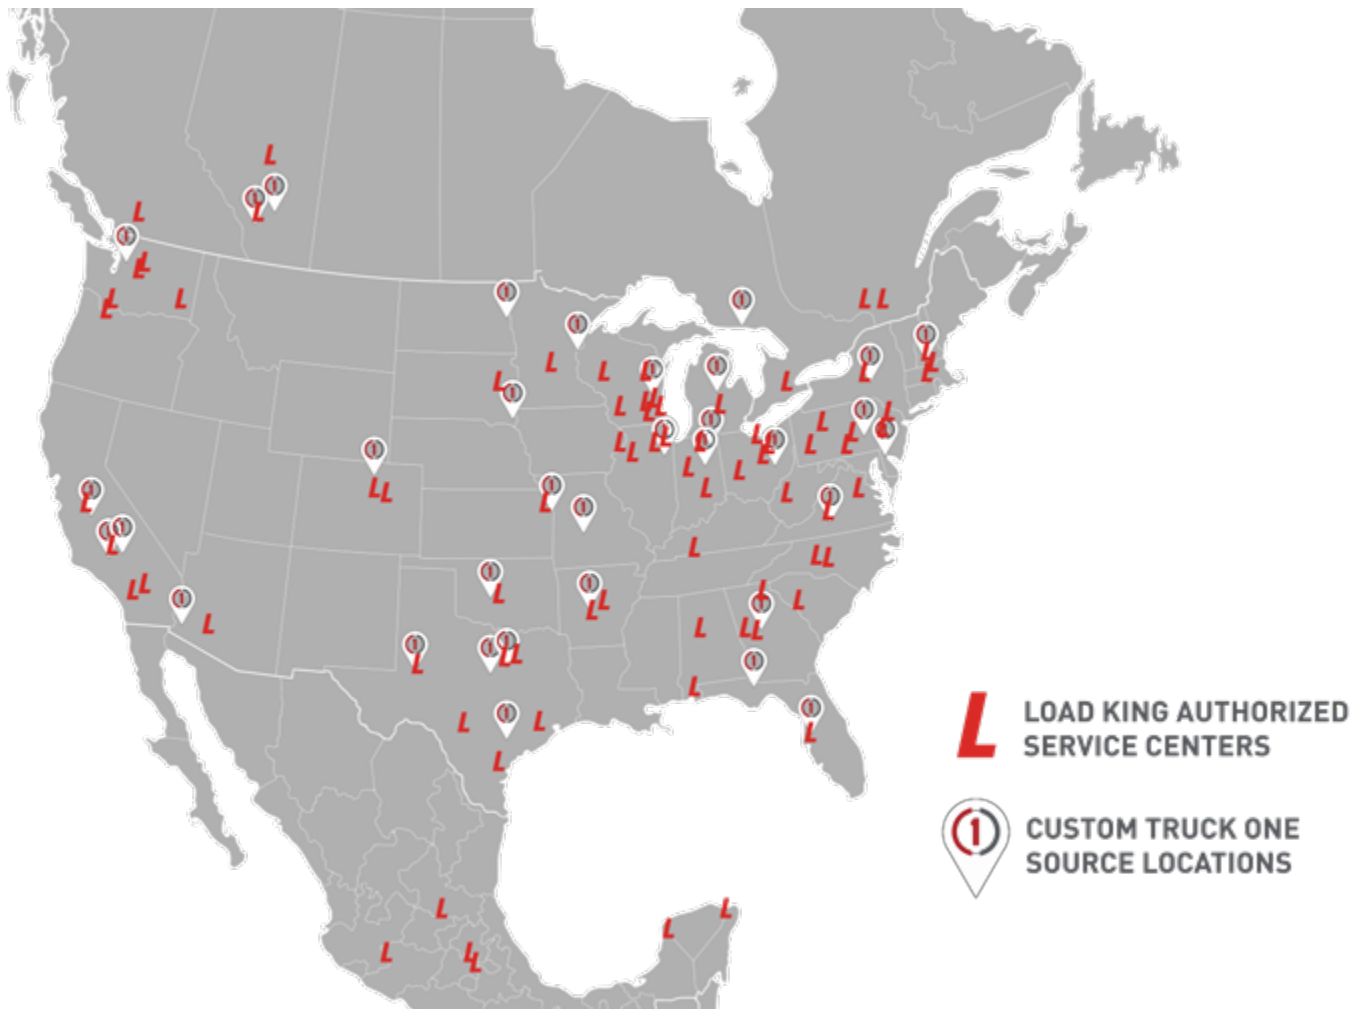 LOAD KING AUTHORIZED
SERVICE CENTERS
CUSTOM TRUCK ONE
SOURCE LOCATIONS